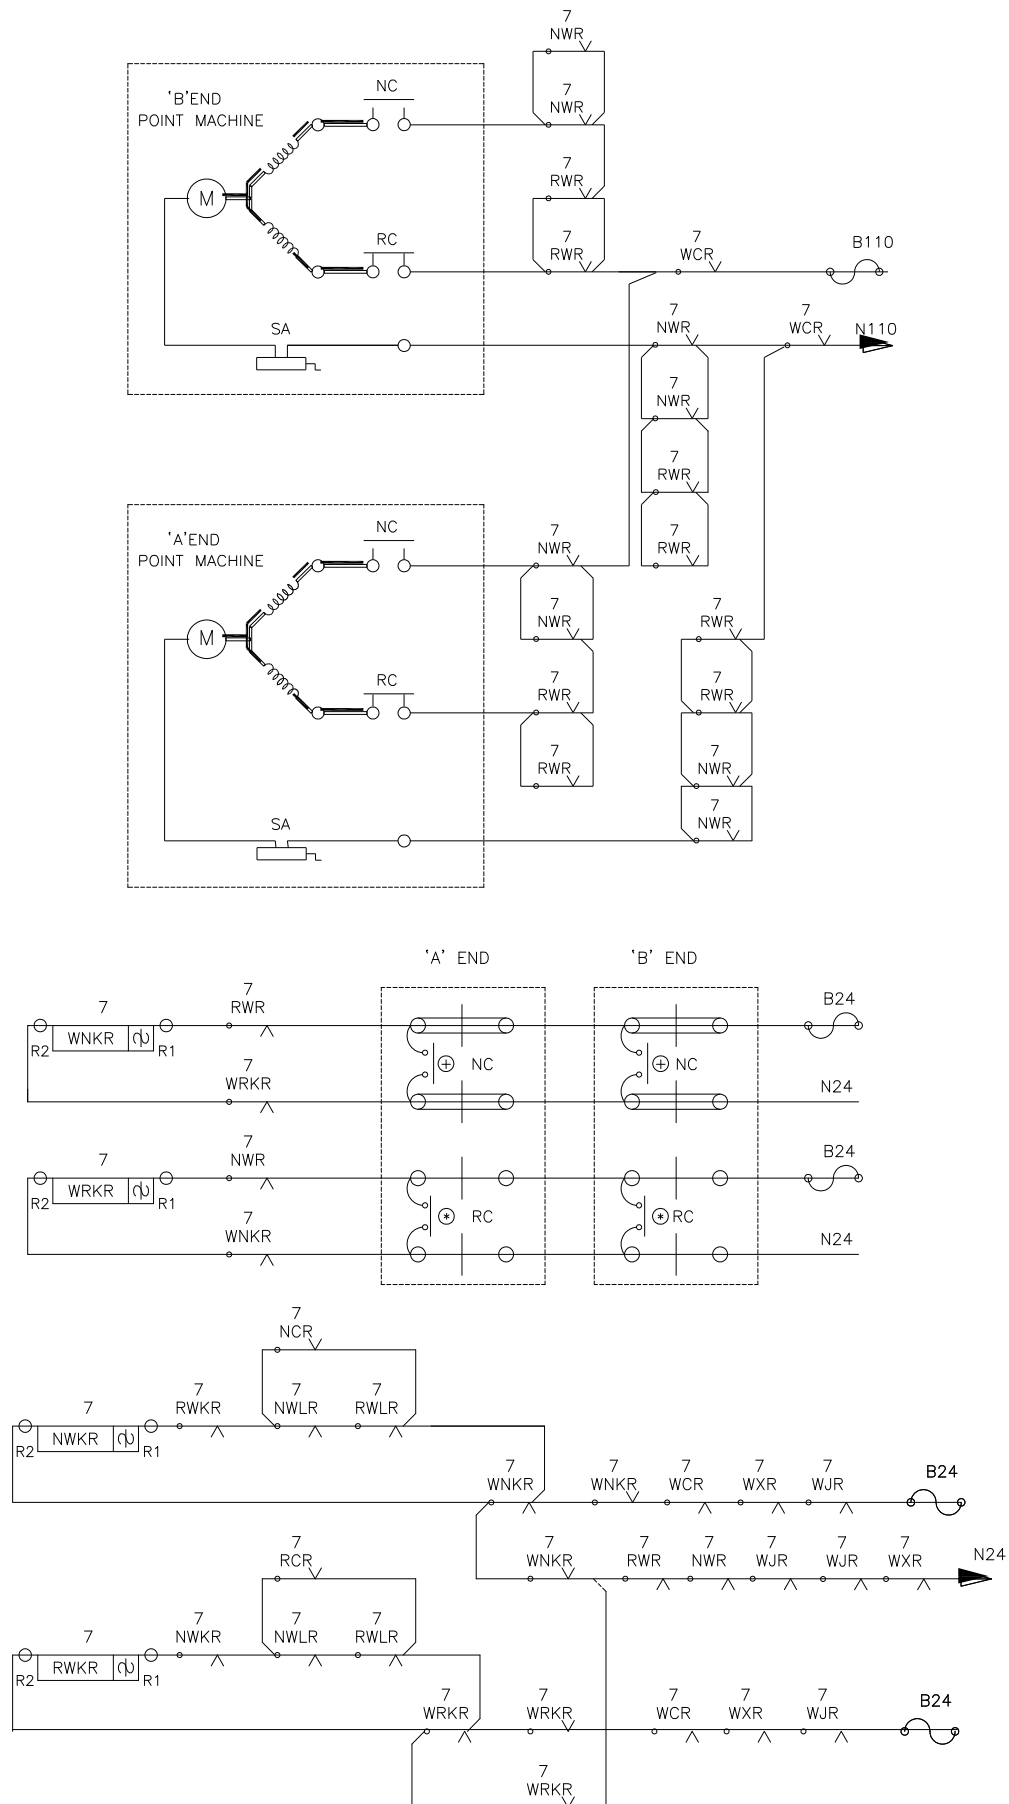 7
NWR
7
NWR
'B'END
POINT MACHINE
NC
M
7
RWR
7
RWR
RC
7
WCR
B110
SA
7
NWR
7
WCR
N110
7
NWR
7
RWR
7
RWR
'A'END
POINT MACHINE
NC
7
NWR
7
NWR
M
7
RWR
RC
7
RWR
7
RWR
7
RWR
7
NWR
7
NWR
SA
'A' END
'B' END
7
WNKR
R2
R1
7
RWR
B24
NC
NC
7
WRKR
N24
7
WRKR
R2
R1
7
NWR
B24
RC
RC
7
WNKR
N24
7
NCR
7
NWKR
R2
R1
7
RWKR
7
NWLR
7
RWLR
7
WNKR
7
WNKR
7
WCR
7
WXR
7
WJR
B24
7
RCR
7
WNKR
7
RWR
7
NWR
7
WJR
7
WJR
7
WXR
N24
7
RWKR
R2
R1
7
NWKR
7
NWLR
7
RWLR
7
WRKR
7
WRKR
7
WCR
7
WXR
7
WJR
B24
7
WRKR